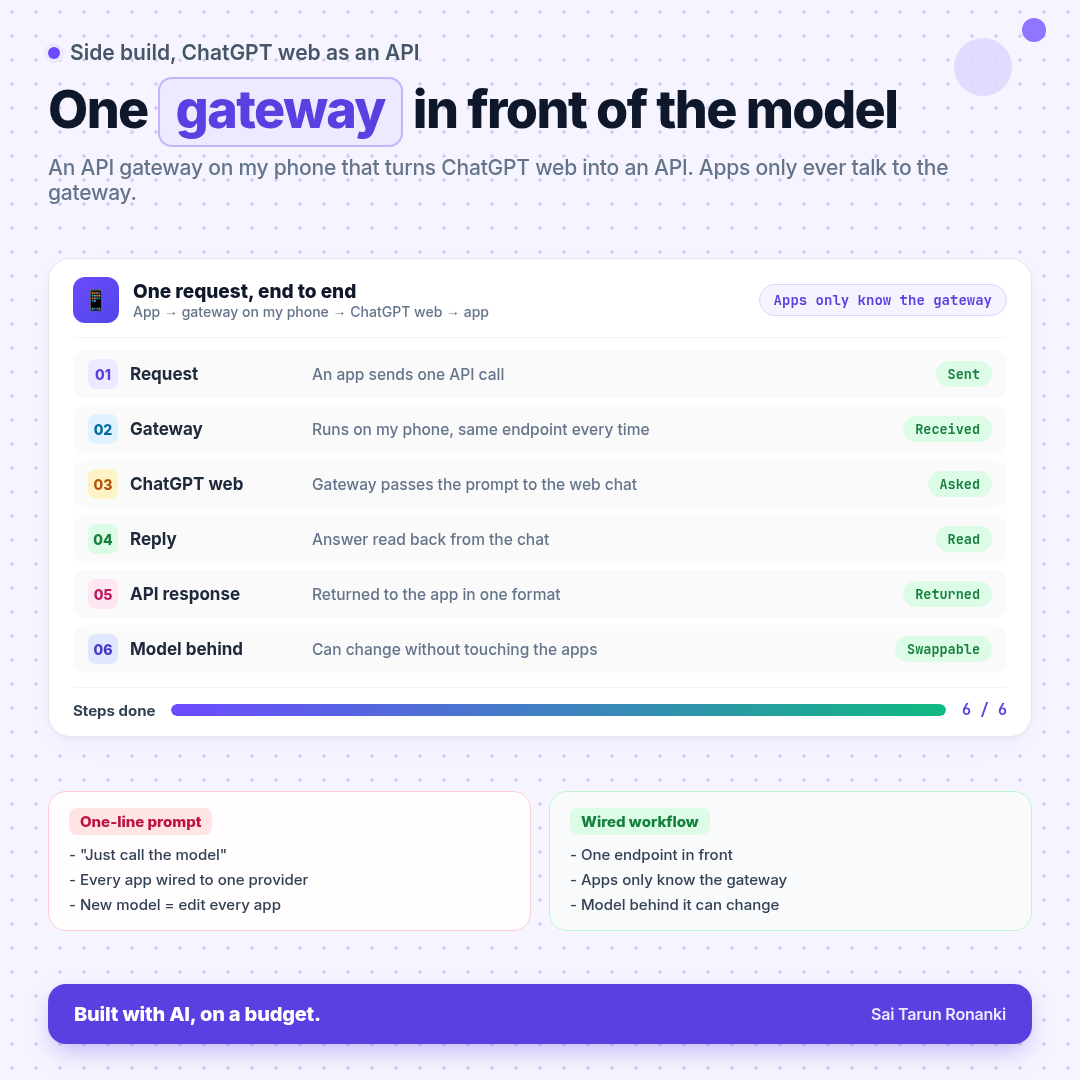 Side build, ChatGPT web as an API
One gateway in front of the model
An API gateway on my phone that turns ChatGPT web into an API. Apps only ever talk to the
gateway.
One request, end to end
App → gateway on my phone → ChatGPT web → app
Apps only know the gateway
01 Request An app sends one API call Sent
02 Gateway Runs on my phone, same endpoint every time Received
03 ChatGPT web Gateway passes the prompt to the web chat Asked
04 Reply Answer read back from the chat Read
05 API response Returned to the app in one format Returned
06 Model behind Can change without touching the apps Swappable
Steps done 6 / 6
One-line prompt
- "Just call the model"
- Every app wired to one provider
- New model = edit every app
Wired workflow
- One endpoint in front
- Apps only know the gateway
- Model behind it can change
Built with AI, on a budget. Sai Tarun Ronanki